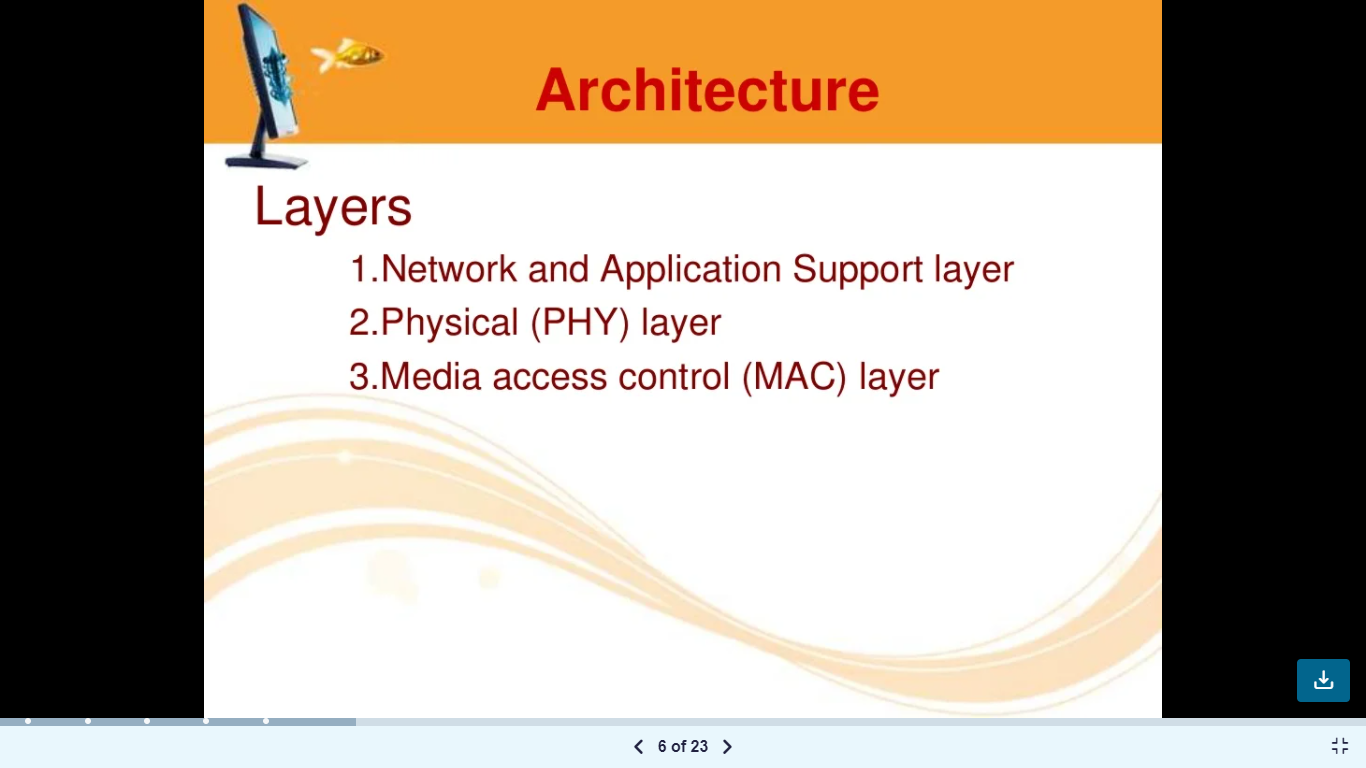 Architecture
Layers
1.Network and Application Support layer
2.Physical (PHY) layer
3.Media access control (MAC) layer
6 of 23